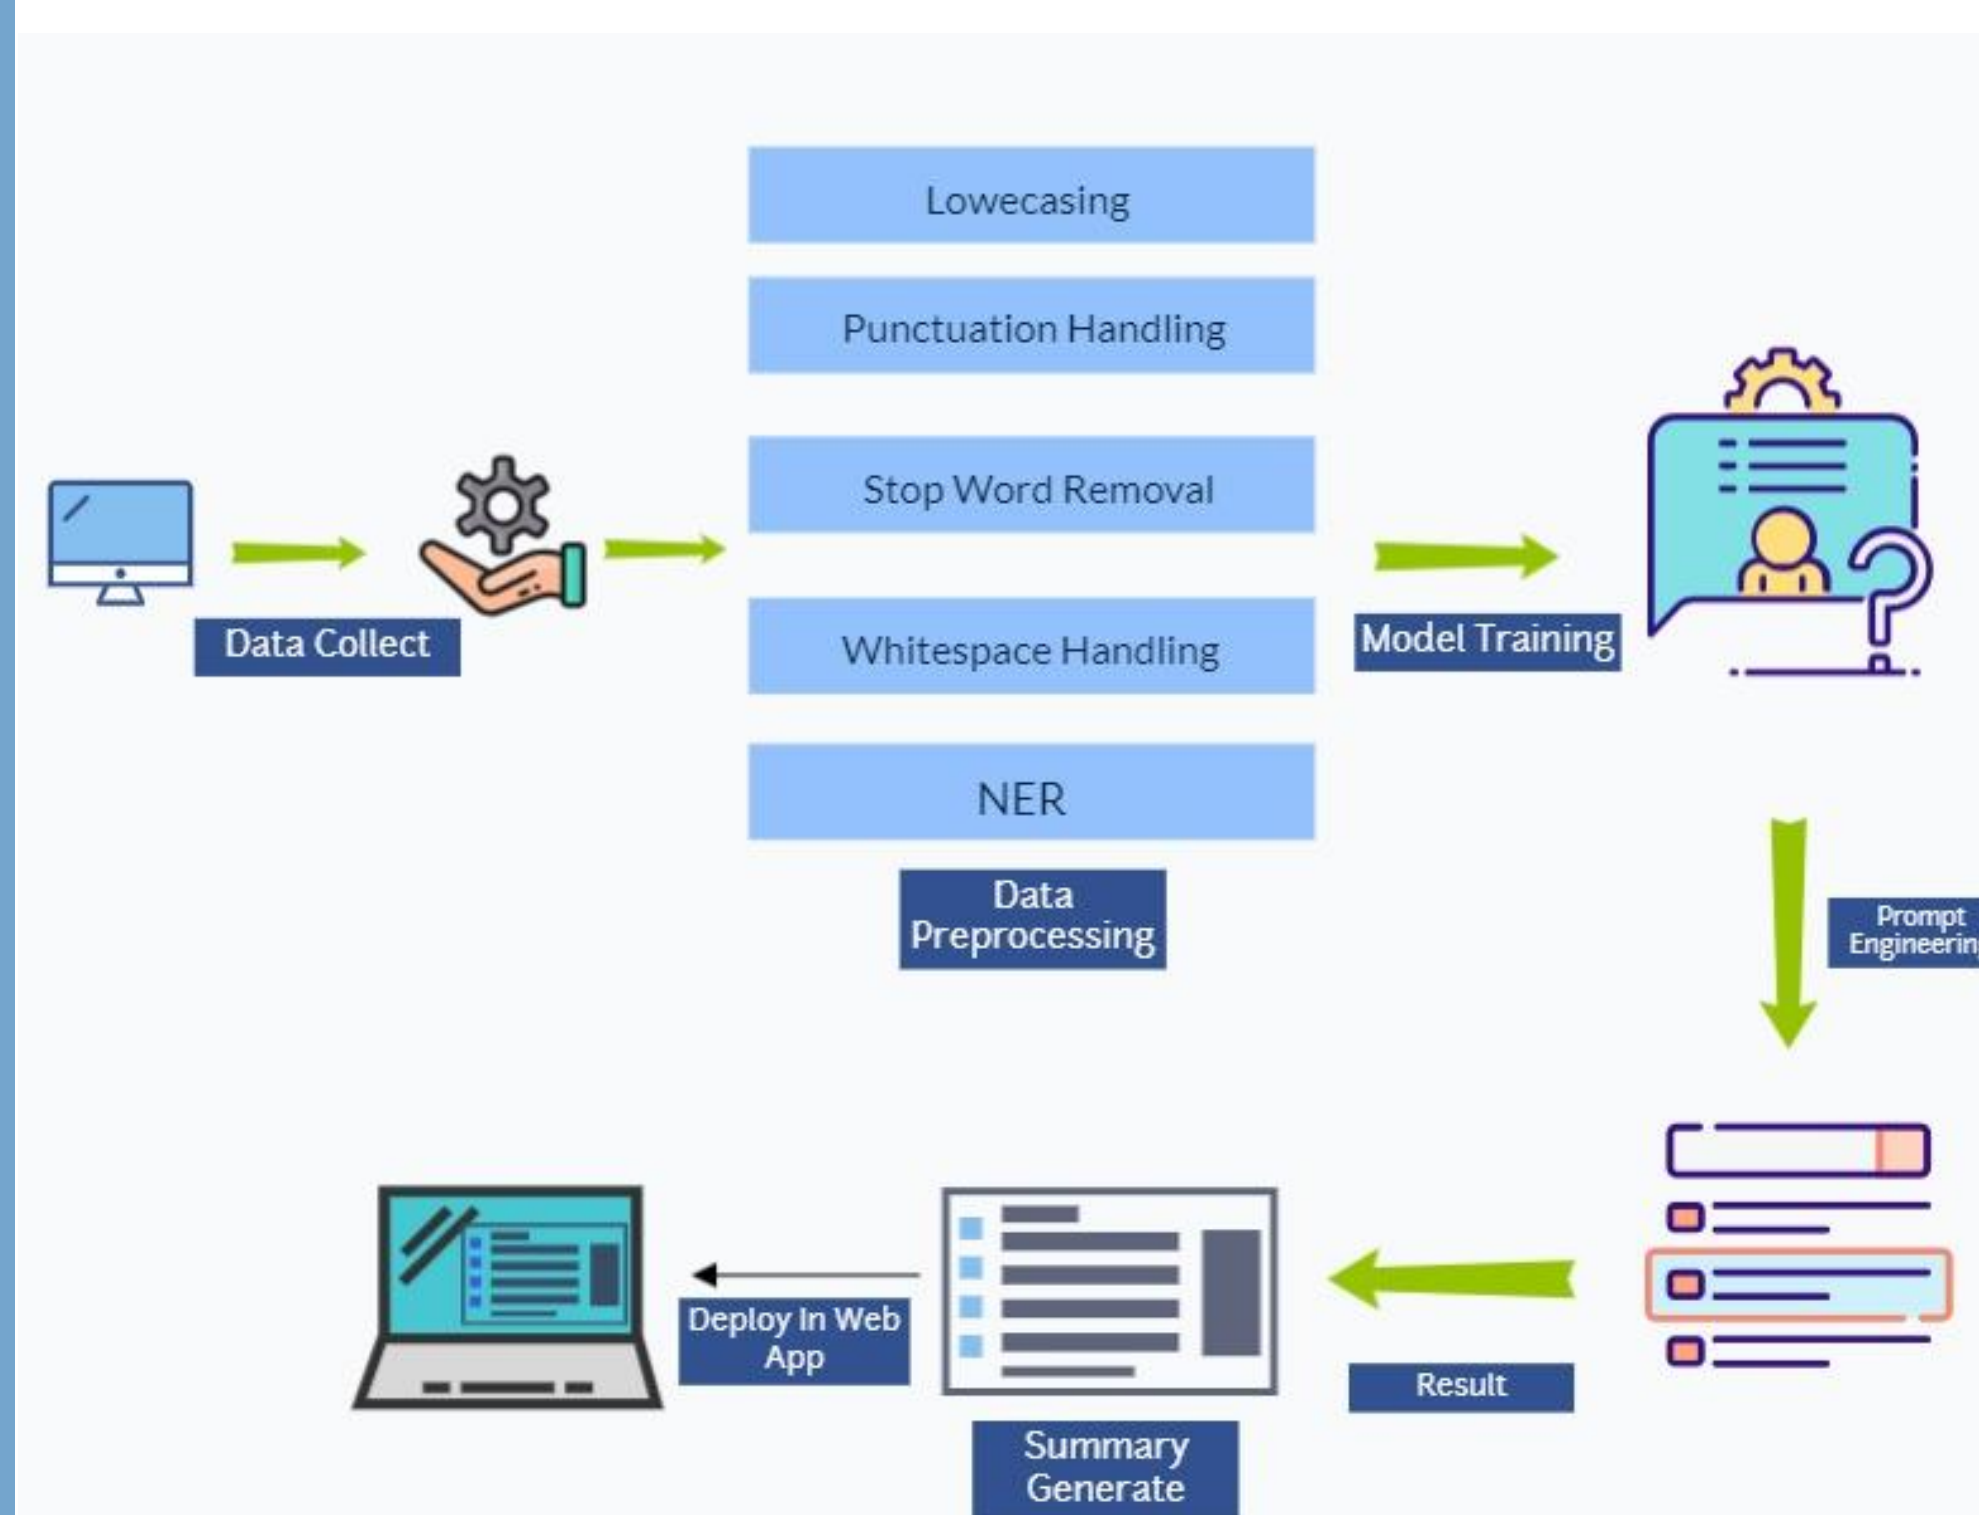 Lowecasing
Punctuation Handling
Stop Word Removal
Whitespace Handling
NER
Data
Preprocessing
Data Collect
Model Training
Prompt
Engineering
Result
Summary
Generate
Deploy In Web
App